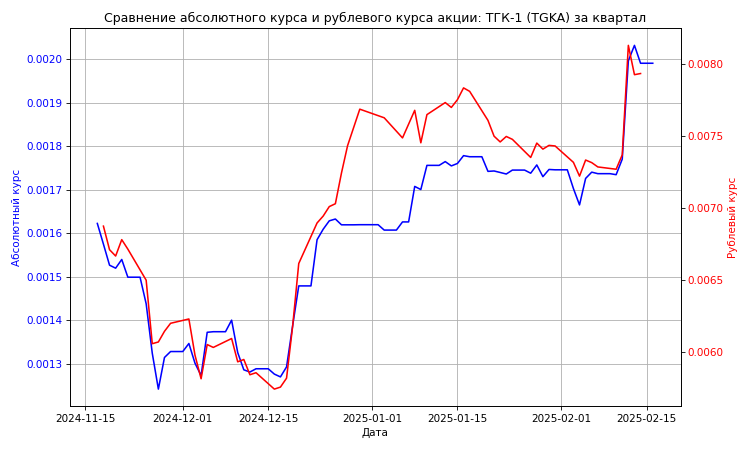 Сравнение абсолютного курса и рублевого курса акции: ТГК-1 (TGKA) за квартал
0.0020
0.0019
0.0018
0.0017
0.0016
0.0015
0.0014
0.0013
Абсолютный курс
0.0080
0.0075
0.0070
0.0065
0.0060
Рублевый курс
2024-11-15 2024-12-01 2024-12-15 2025-01-01 2025-01-15 2025-02-01 2025-02-15
Дата